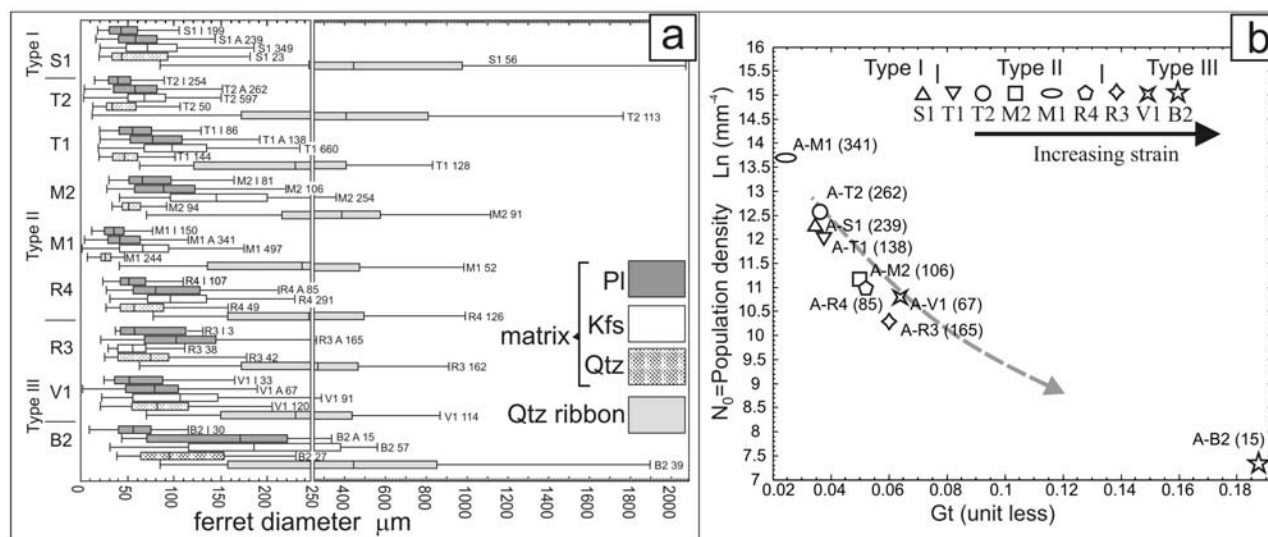 a
Type I
Type II
Type III
S1
T2
T1
M2
M1
R4
R3
V1
B2
S1 I 199
S1 A 239
S1 349
S1 23
S1 56
T2 I 254
T2 A 262
T2 597
T2 50
T2 113
T1 I 86
T1 A 138
T1 660
T1 144
T1 128
M2 I 81
M2 106
M2 254
M2 94
M2 91
M1 I 150
M1 A 341
M1 497
M1 244
M1 52
R4 I 107
R4 A 85
R4 291
R4 49
R4 126
R3 I 3
R3 A 165
R3 38
R3 42
R3 162
V1 I 33
V1 A 67
V1 91
V1 120
V1 114
B2 I 30
B2 A 15
B2 57
B2 27
B2 39
matrix
Pl
Kfs
Qtz
Qtz ribbon
0 50 100 150 200 250 400 600 800 1000 1200 1400 1600 1800 2000
ferret diameter μm
b
Type I Type II Type III
S1 T1 T2 M2 M1 R4 R3 V1 B2
Increasing strain
N₀=Population density Ln (mm⁻⁴)
16
15.5
15
14.5
14
13.5
13
12.5
12
11.5
11
10.5
10
9.5
9
8.5
8
7.5
7
A-M1 (341)
A-T2 (262)
A-S1 (239)
A-T1 (138)
A-M2 (106)
A-R4 (85)
A-V1 (67)
A-R3 (165)
A-B2 (15)
0.02 0.04 0.06 0.08 0.10 0.12 0.14 0.16 0.18
Gt (unit less)